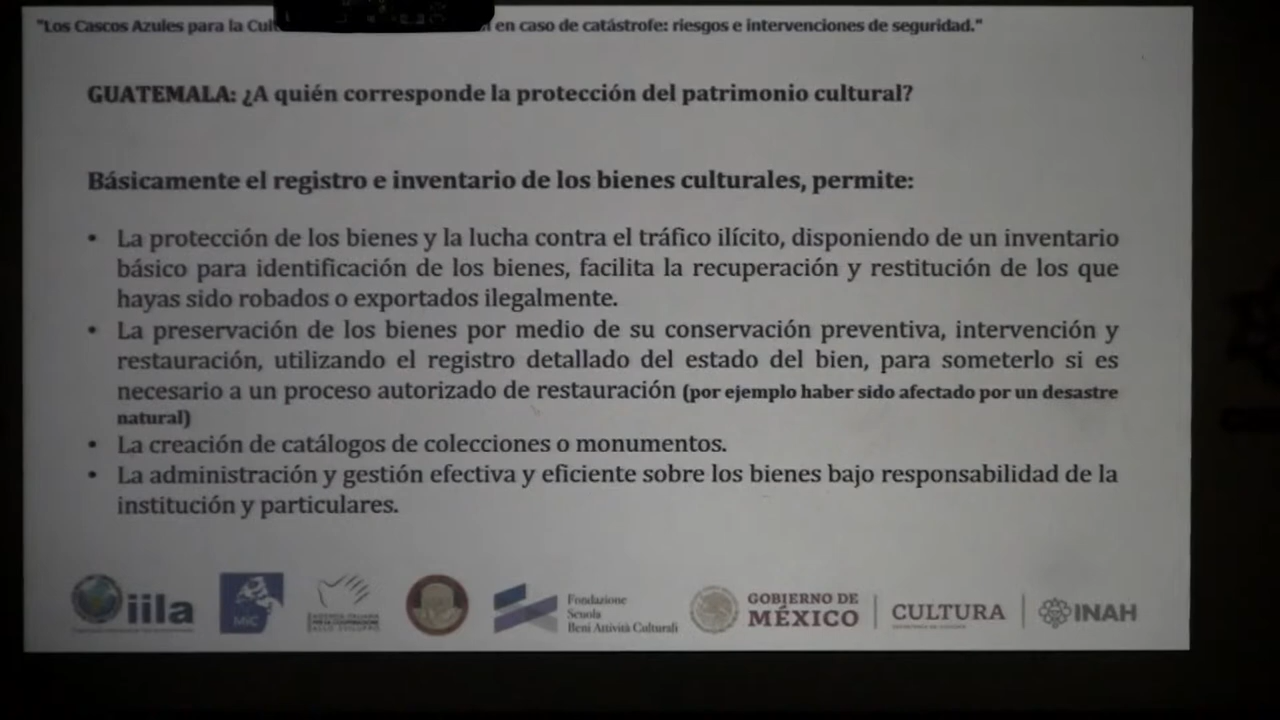 "Los Cascos Azules para la en caso de catástrofe: riesgos e intervenciones de seguridad."
GUATEMALA: ¿A quién corresponde la protección del patrimonio cultural?
Básicamente el registro e inventario de los bienes culturales, permite:
• La protección de los bienes y la lucha contra el tráfico ilícito, disponiendo de un inventario
básico para identificación de los bienes, facilita la recuperación y restitución de los que
hayas sido robados o exportados ilegalmente.
• La preservación de los bienes por medio de su conservación preventiva, intervención y
restauración, utilizando el registro detallado del estado del bien, para someterlo si es
necesario a un proceso autorizado de restauración (por ejemplo haber sido afectado por un desastre
natural)
• La creación de catálogos de colecciones o monumentos.
• La administración y gestión efectiva y eficiente sobre los bienes bajo responsabilidad de la
institución y particulares.
iila
MiC
Fondazione
Scuola
Beni Attività Culturali
GOBIERNO DE
MÉXICO
CULTURA
INAH